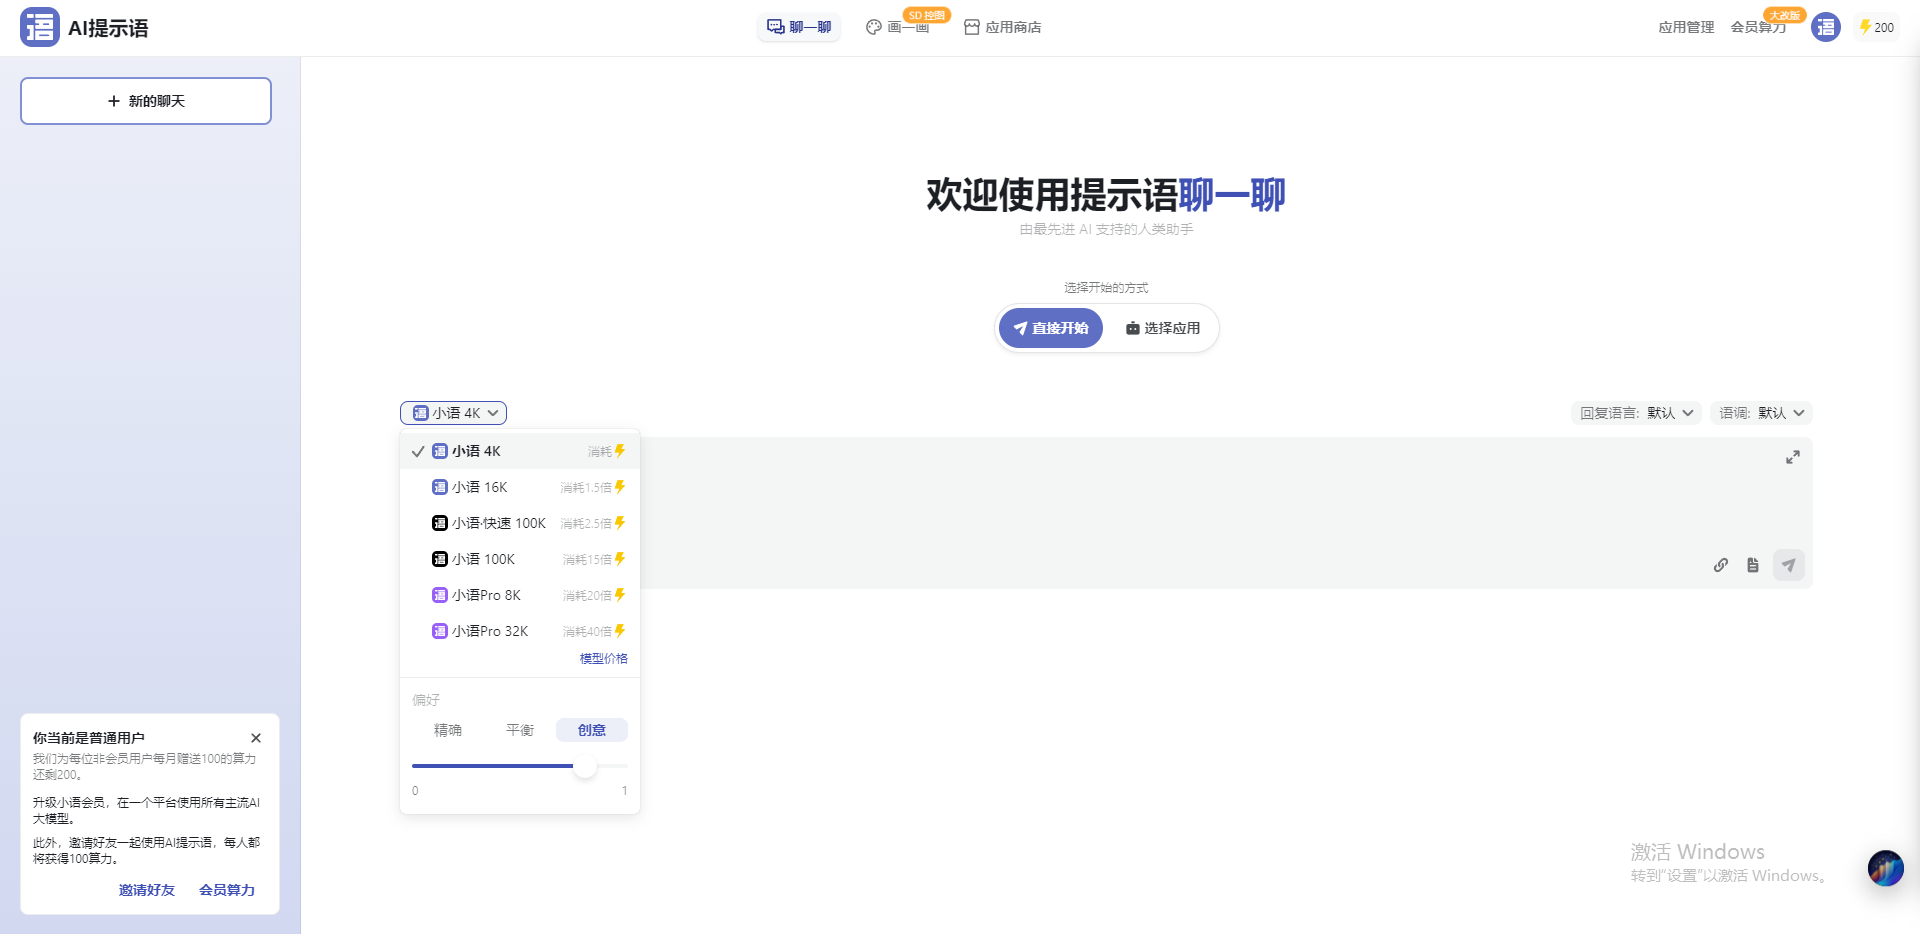 语 AI提示语
聊一聊
画一画
SD 控图
应用商店
应用管理
会员算力
大改版
语
200
新的聊天
欢迎使用提示语聊一聊
由最先进 AI 支持的人类助手
选择开始的方式
直接开始
选择应用
语 小语 4K
回复语言: 默认
语调: 默认
语 小语 4K 消耗
语 小语 16K 消耗1.5倍
语 小语·快速 100K 消耗2.5倍
语 小语 100K 消耗15倍
语 小语Pro 8K 消耗20倍
语 小语Pro 32K 消耗40倍
模型价格
偏好
精确 平衡 创意
0 1
你当前是普通用户
我们为每位非会员用户每月赠送100的算力
还剩200。
升级小语会员，在一个平台使用所有主流AI
大模型。
此外，邀请好友一起使用AI提示语，每人都
将获得100算力。
邀请好友 会员算力
激活 Windows
转到“设置”以激活 Windows。